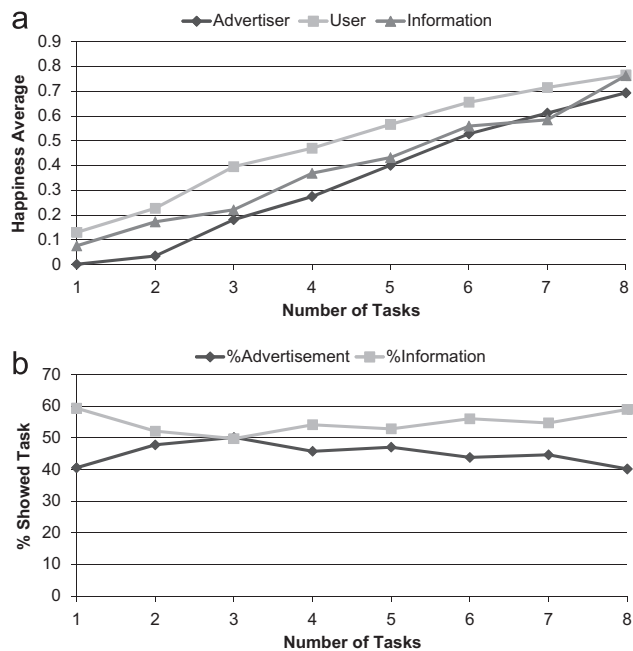 a
Advertiser User Information
Happiness Average
0.9
0.8
0.7
0.6
0.5
0.4
0.3
0.2
0.1
0
1 2 3 4 5 6 7 8
Number of Tasks
b
%Advertisement %Information
% Showed Task
70
60
50
40
30
20
10
0
1 2 3 4 5 6 7 8
Number of Tasks